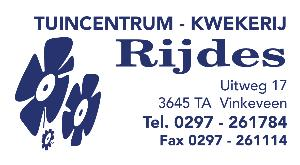 TUINCENTRUM - KWEKERIJ
Rijdes
Uitweg 17
3645 TA Vinkeveen
Tel. 0297 - 261784
Fax 0297 - 261114